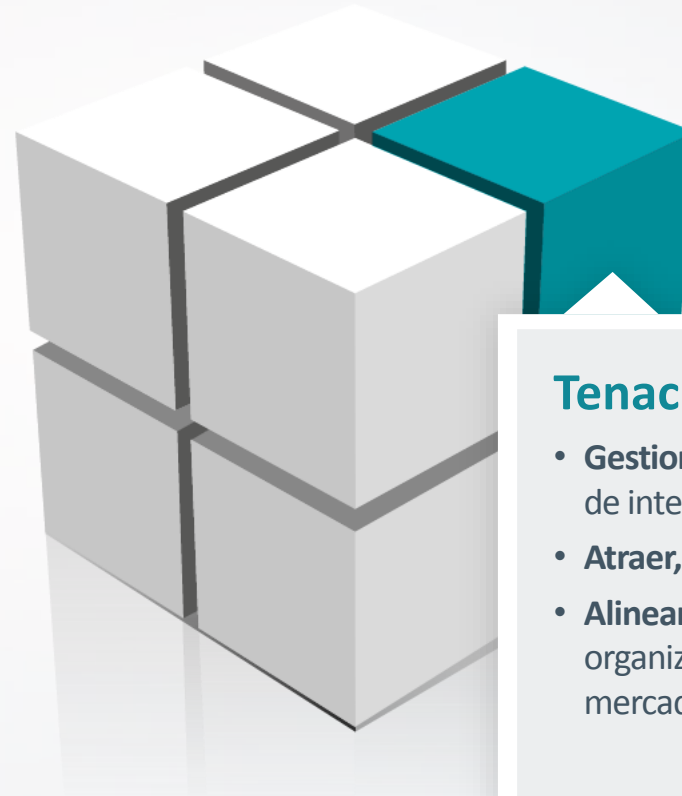 Tenac
• Gestion
de inte
• Atraer,
• Alinear
organiz
mercad